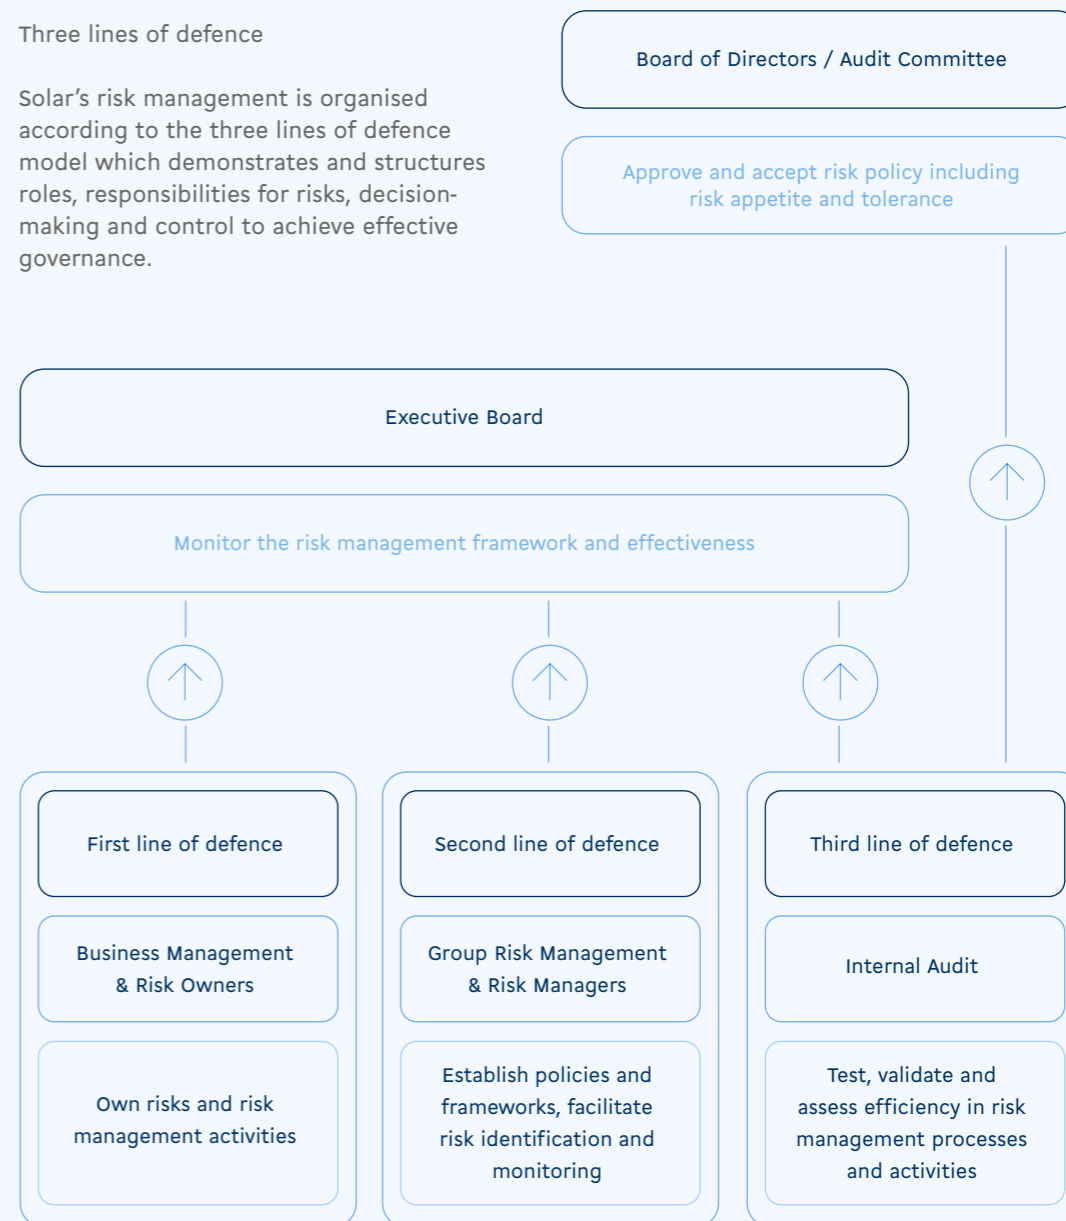 Three lines of defence
Solar’s risk management is organised
according to the three lines of defence
model which demonstrates and structures
roles, responsibilities for risks, decision-
making and control to achieve effective
governance.
Board of Directors / Audit Committee
Approve and accept risk policy including
risk appetite and tolerance
Executive Board
Monitor the risk management framework and effectiveness
First line of defence
Business Management
& Risk Owners
Own risks and risk
management activities
Second line of defence
Group Risk Management
& Risk Managers
Establish policies and
frameworks, facilitate
risk identification and
monitoring
Third line of defence
Internal Audit
Test, validate and
assess efficiency in risk
management processes
and activities